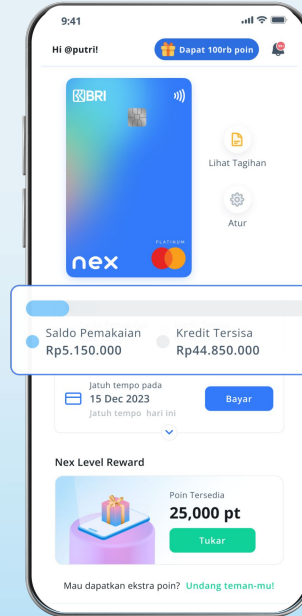 9:41
Hi @putri!
Dapat 100rb poin
BRI
Lihat Tagihan
Atur
PLATINUM
nex
Saldo Pemakaian
Kredit Tersisa
Rp5.150.000
Rp44.850.000
Jatuh tempo pada
15 Dec 2023
Bayar
Jatuh tempo hari ini
Nex Level Reward
Poin Tersedia
25,000 pt
Tukar
Mau dapatkan ekstra poin? Undang teman-mu!